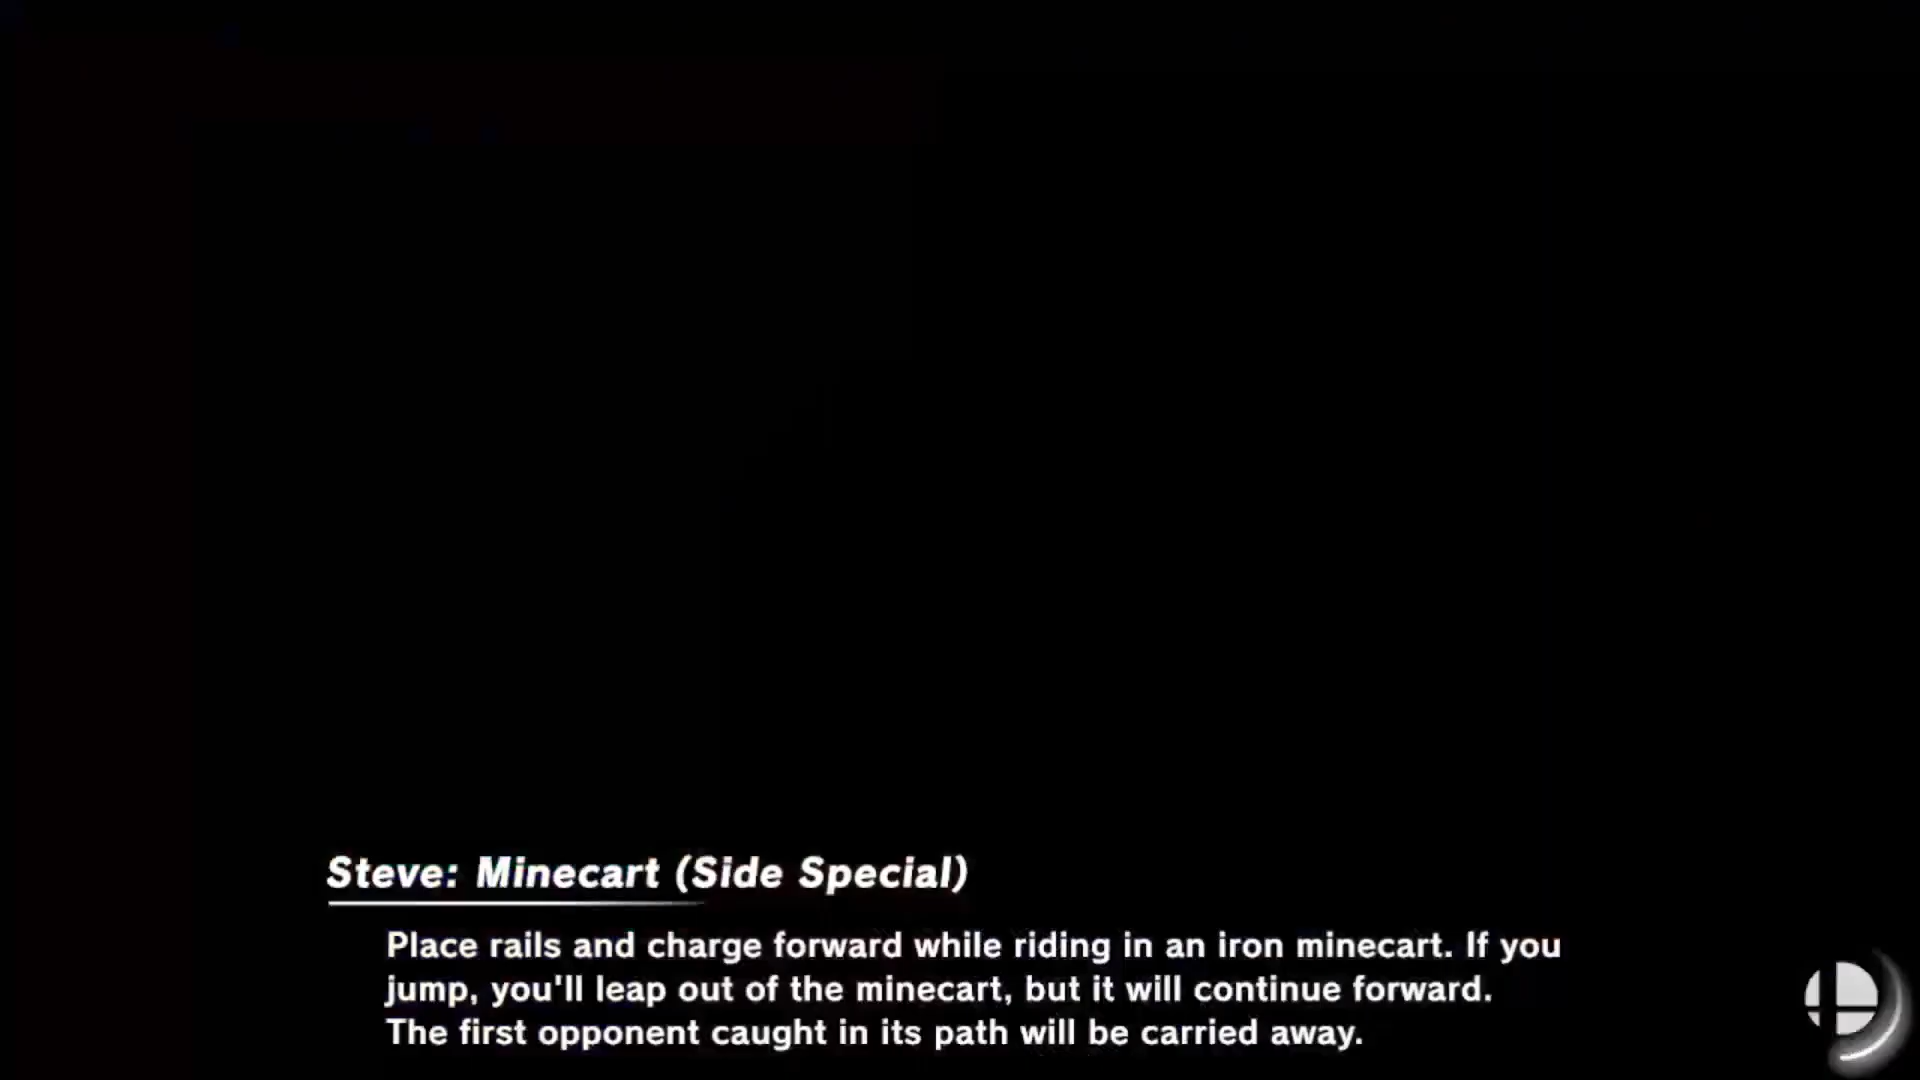 Steve: Minecart (Side Special)
Place rails and charge forward while riding in an iron minecart. If you
jump, you'll leap out of the minecart, but it will continue forward.
The first opponent caught in its path will be carried away.